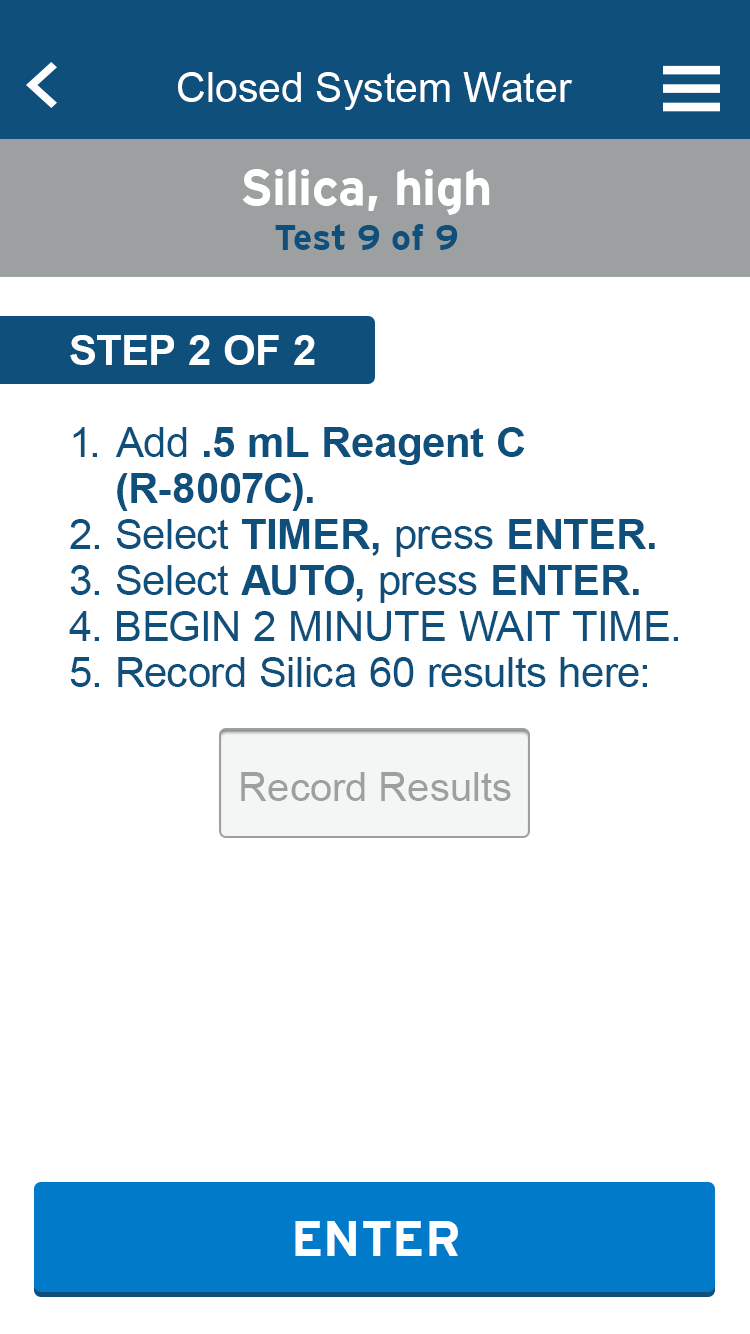 Closed System Water
Silica, high
Test 9 of 9
STEP 2 OF 2
1. Add .5 mL Reagent C
(R-8007C).
2. Select TIMER, press ENTER.
3. Select AUTO, press ENTER.
4. BEGIN 2 MINUTE WAIT TIME.
5. Record Silica 60 results here:
Record Results
ENTER